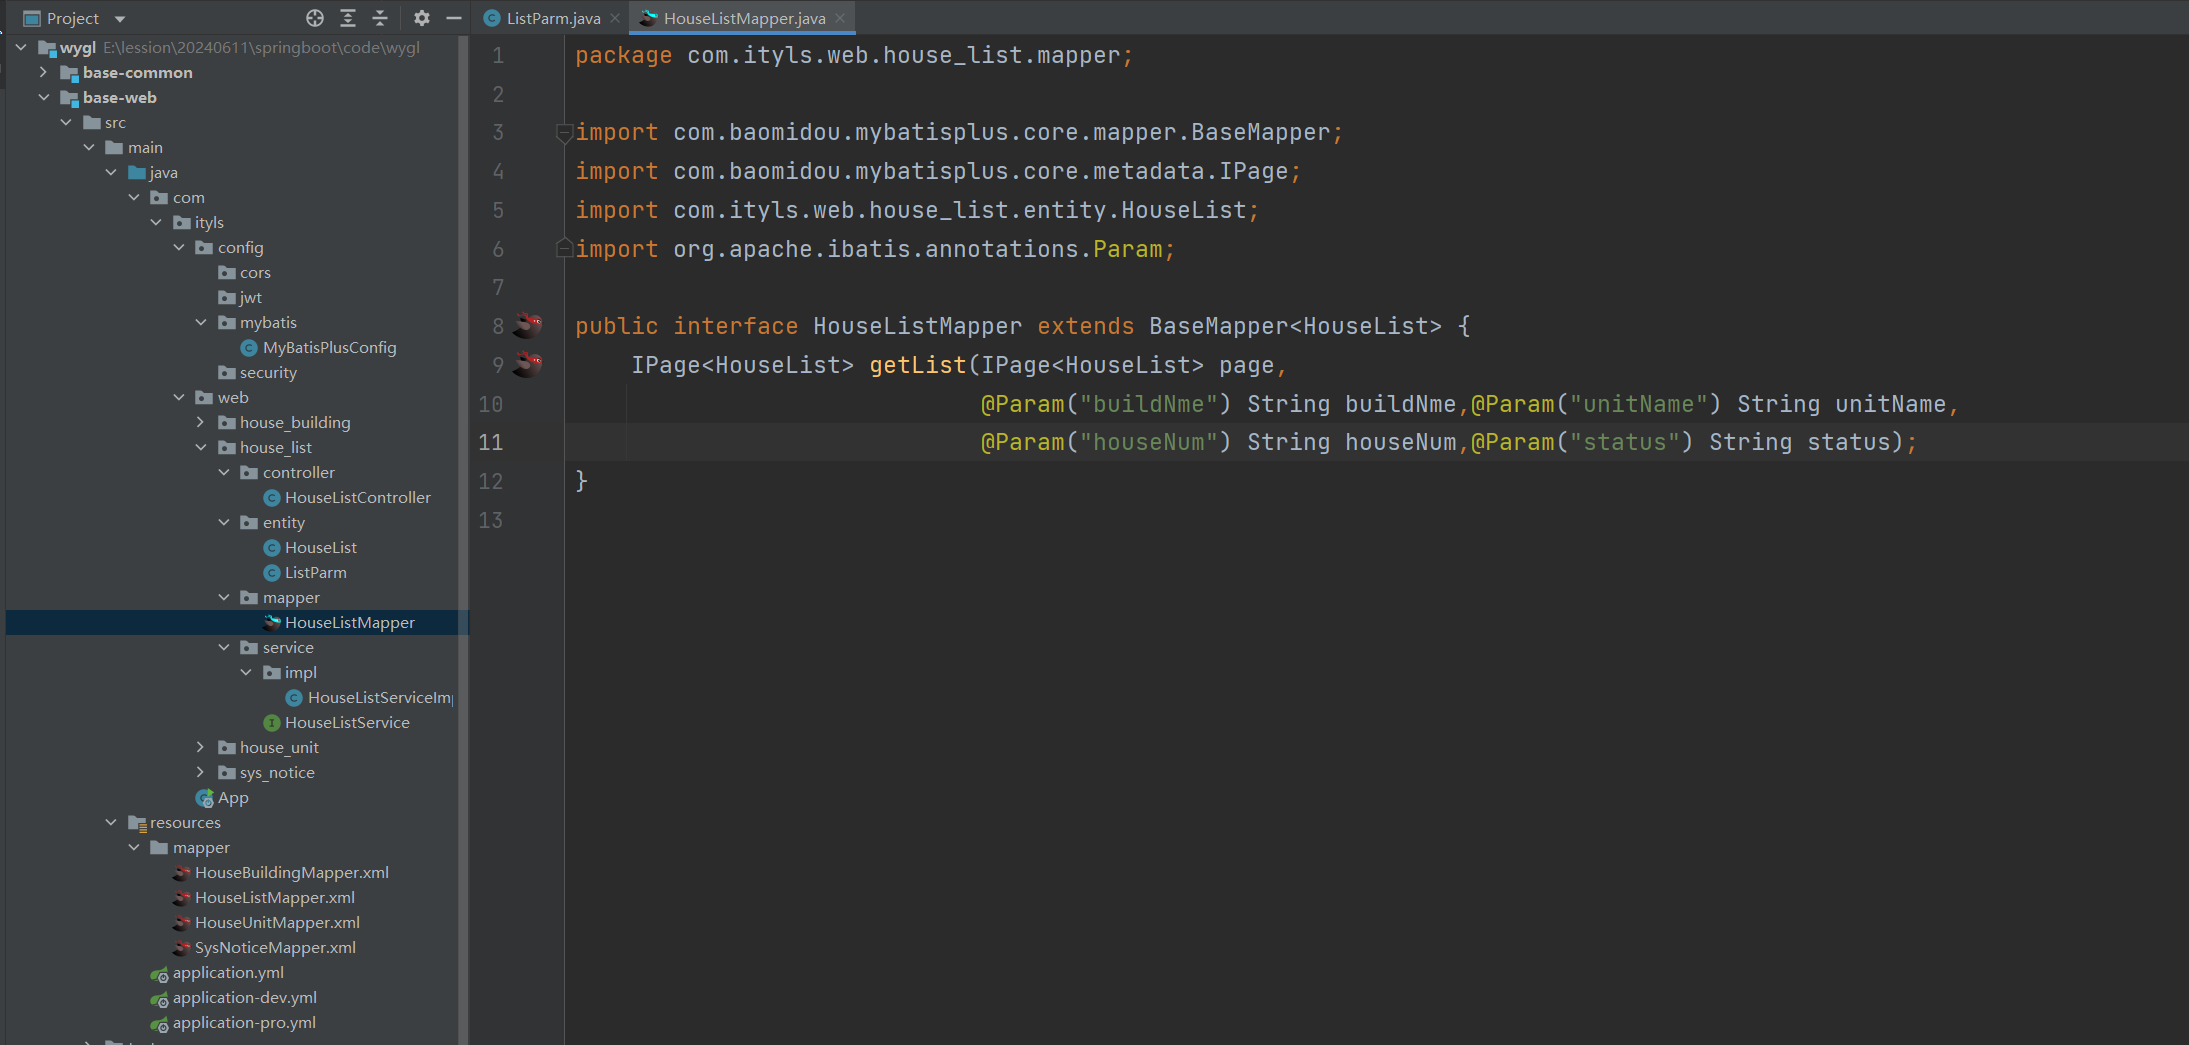 Project
wygl E:\lession\20240611\springboot\code\wygl
base-common
base-web
src
main
java
com
ityls
config
cors
jwt
mybatis
MyBatisPlusConfig
security
web
house_building
house_list
controller
HouseListController
entity
HouseList
ListParm
mapper
HouseListMapper
service
impl
HouseListServiceImp
HouseListService
house_unit
sys_notice
App
resources
mapper
HouseBuildingMapper.xml
HouseListMapper.xml
HouseUnitMapper.xml
SysNoticeMapper.xml
application.yml
application-dev.yml
application-pro.yml
ListParm.java
HouseListMapper.java
1 package com.ityls.web.house_list.mapper;
2
3 import com.baomidou.mybatisplus.core.mapper.BaseMapper;
4 import com.baomidou.mybatisplus.core.metadata.IPage;
5 import com.ityls.web.house_list.entity.HouseList;
6 import org.apache.ibatis.annotations.Param;
7
8 public interface HouseListMapper extends BaseMapper<HouseList> {
9 IPage<HouseList> getList(IPage<HouseList> page,
10 @Param("buildNme") String buildNme,@Param("unitName") String unitName,
11 @Param("houseNum") String houseNum,@Param("status") String status);
12 }
13